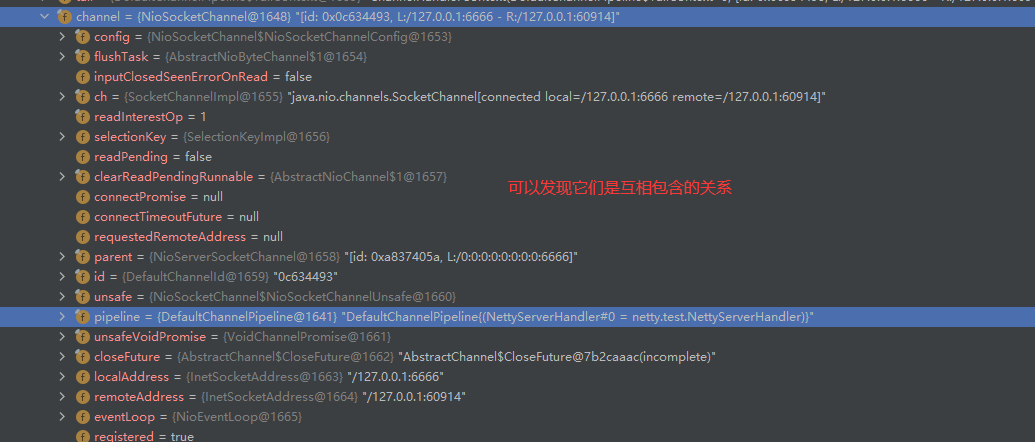 channel = {NioSocketChannel@1648} "[id: 0x0c634493, L:/127.0.0.1:6666 - R:/127.0.0.1:60914]"
config = {NioSocketChannel$NioSocketChannelConfig@1653}
flushTask = {AbstractNioByteChannel$1@1654}
inputClosedSeenErrorOnRead = false
ch = {SocketChannelImpl@1655} "java.nio.channels.SocketChannel[connected local=/127.0.0.1:6666 remote=/127.0.0.1:60914]"
readInterestOp = 1
selectionKey = {SelectionKeyImpl@1656}
readPending = false
clearReadPendingRunnable = {AbstractNioChannel$1@1657}
可以发现它们是互相包含的关系
connectPromise = null
connectTimeoutFuture = null
requestedRemoteAddress = null
parent = {NioServerSocketChannel@1658} "[id: 0xa837405a, L:/0:0:0:0:0:0:0:0:6666]"
id = {DefaultChannelId@1659} "0c634493"
unsafe = {NioSocketChannel$NioSocketChannelUnsafe@1660}
pipeline = {DefaultChannelPipeline@1641} "DefaultChannelPipeline{(NettyServerHandler#0 = netty.test.NettyServerHandler)}"
unsafeVoidPromise = {VoidChannelPromise@1661}
closeFuture = {AbstractChannel$CloseFuture@1662} "AbstractChannel$CloseFuture@7b2caaac(incomplete)"
localAddress = {InetSocketAddress@1663} "/127.0.0.1:6666"
remoteAddress = {InetSocketAddress@1664} "/127.0.0.1:60914"
eventLoop = {NioEventLoop@1665}
registered = true